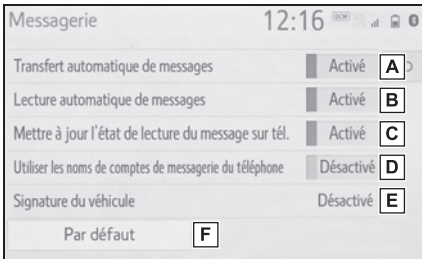 Messagerie 12:16 DCM
Transfert automatique de messages Activé A
Lecture automatique de messages Activé B
Mettre à jour l'état de lecture du message sur tél. Activé C
Utiliser les noms de comptes de messagerie du téléphone Désactivé D
Signature du véhicule Désactivé E
Par défaut F